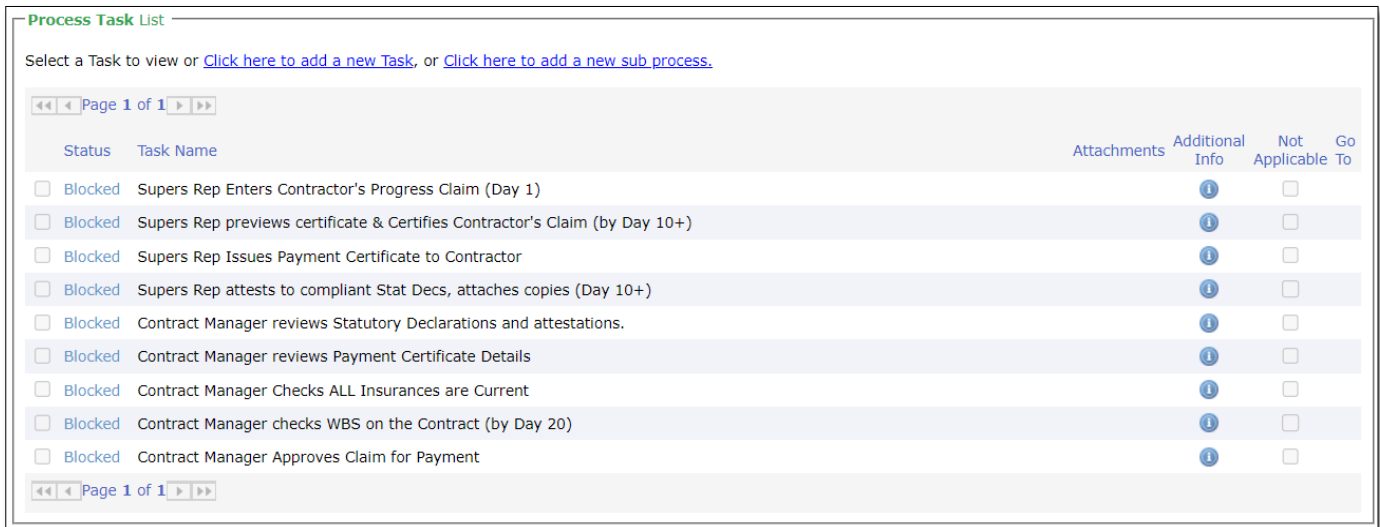 Process Task List
Select a Task to view or Click here to add a new Task, or Click here to add a new sub process.
Page 1 of 1
Status Task Name Attachments Additional Info Not Applicable Go To
Blocked Supers Rep Enters Contractor's Progress Claim (Day 1)
Blocked Supers Rep previews certificate & Certifies Contractor's Claim (by Day 10+)
Blocked Supers Rep Issues Payment Certificate to Contractor
Blocked Supers Rep attests to compliant Stat Decs, attaches copies (Day 10+)
Blocked Contract Manager reviews Statutory Declarations and attestations.
Blocked Contract Manager reviews Payment Certificate Details
Blocked Contract Manager Checks ALL Insurances are Current
Blocked Contract Manager checks WBS on the Contract (by Day 20)
Blocked Contract Manager Approves Claim for Payment
Page 1 of 1